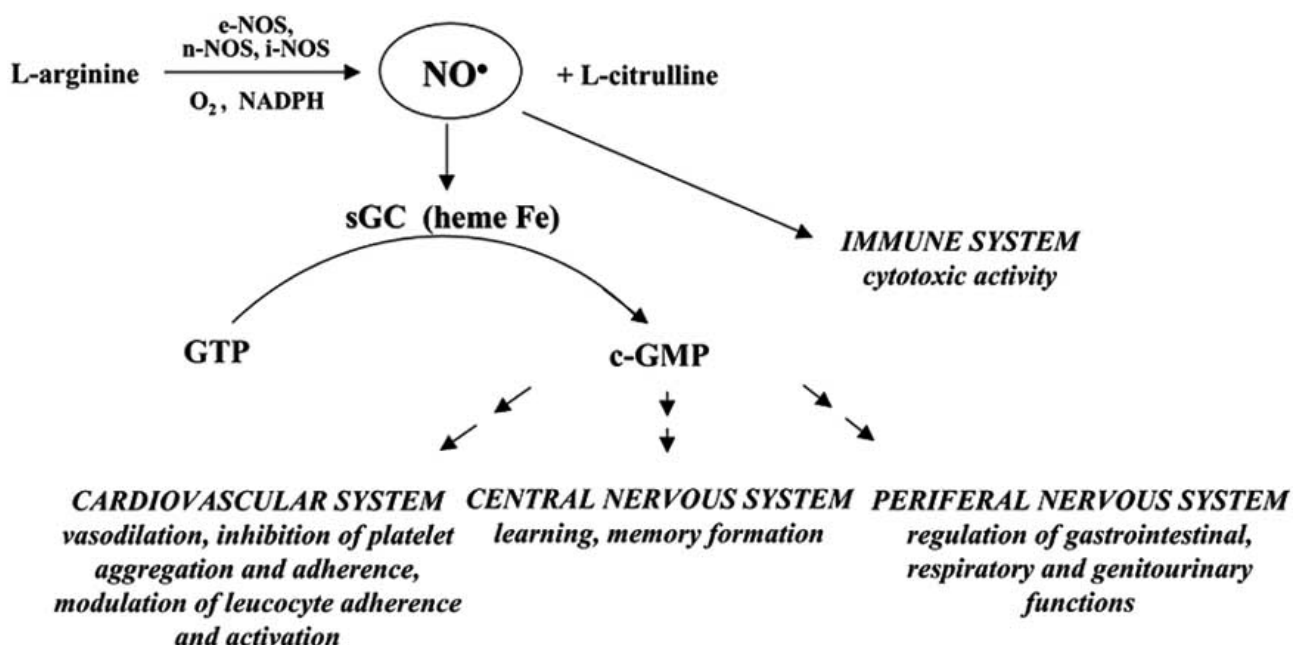 e-NOS,
n-NOS, i-NOS
L-arginine
NO•
+ L-citrulline
O₂, NADPH
sGC (heme Fe)
IMMUNE SYSTEM
cytotoxic activity
GTP
c-GMP
CARDIOVASCULAR SYSTEM
vasodilation, inhibition of platelet
aggregation and adherence,
modulation of leucocyte adherence
and activation
CENTRAL NERVOUS SYSTEM
learning, memory formation
PERIFERAL NERVOUS SYSTEM
regulation of gastrointestinal,
respiratory and genitourinary
functions